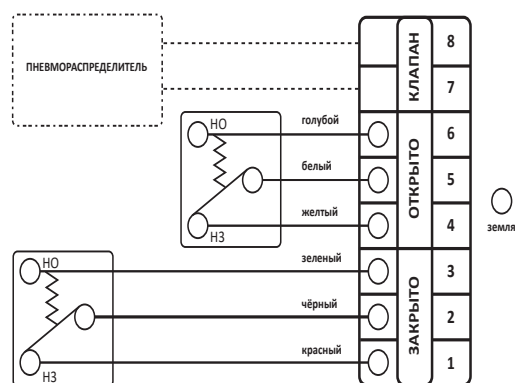 ПНЕВМОРАСПРЕДЕЛИТЕЛЬ
КЛАПАН
8
7
НО
голубой
6
белый
5
ОТКРЫТО
желтый
4
НЗ
земля
НО
зеленый
3
чёрный
2
ЗАКРЫТО
красный
1
НЗ